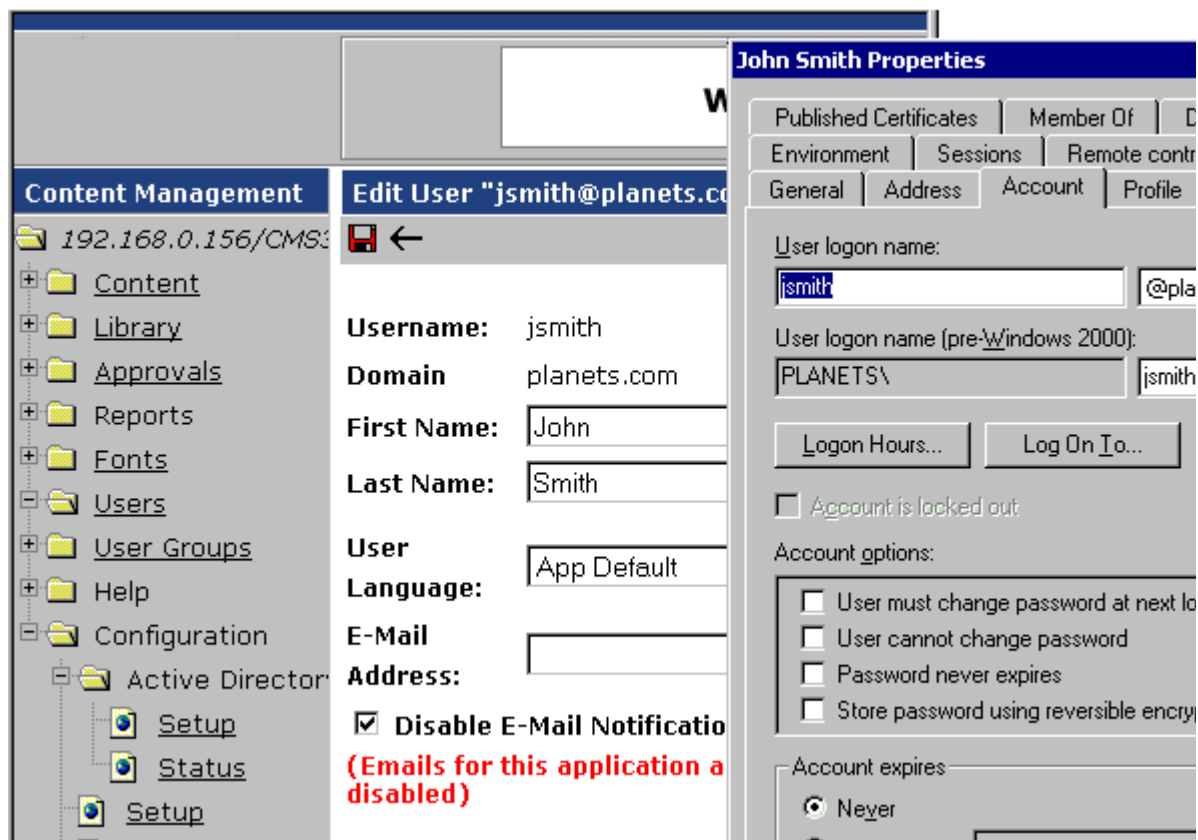 W
Content Management
192.168.0.156/CMS3
Content
Library
Approvals
Reports
Fonts
Users
User Groups
Help
Configuration
Active Director
Setup
Status
Setup
Edit User "jsmith@planets.co
Username: jsmith
Domain planets.com
First Name: John
Last Name: Smith
User
Language: App Default
E-Mail
Address:
Disable E-Mail Notificatio
(Emails for this application a
disabled)
John Smith Properties
Published Certificates Member Of D
Environment Sessions Remote contr
General Address Account Profile
User logon name:
jsmith @pla
User logon name (pre-Windows 2000):
PLANETS\ jsmith
Logon Hours... Log On To...
Account is locked out
Account options:
User must change password at next lo
User cannot change password
Password never expires
Store password using reversible encryp
Account expires
Never